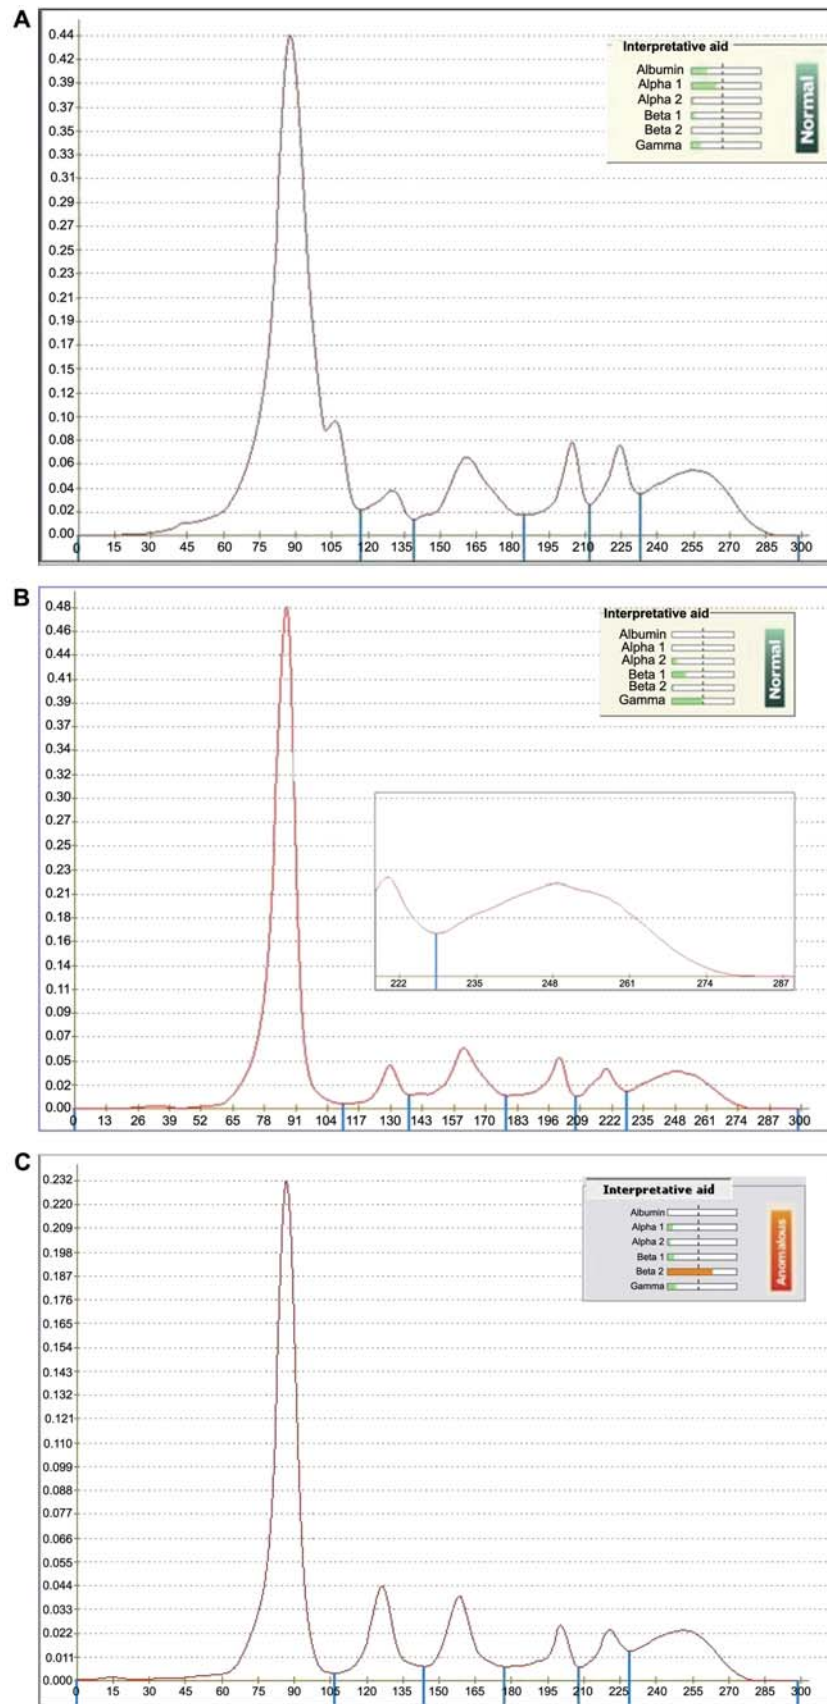 A
0.44
0.42
0.39
0.37
0.35
0.33
0.31
0.29
0.27
0.25
0.23
0.21
0.19
0.17
0.15
0.12
0.10
0.08
0.06
0.04
0.02
0.00
0 15 30 45 60 75 90 105 120 135 150 165 180 195 210 225 240 255 270 285 300
Interpretative aid
Albumin
Alpha 1
Alpha 2
Beta 1
Beta 2
Gamma
Normal
B
0.48
0.46
0.44
0.41
0.39
0.37
0.34
0.32
0.30
0.27
0.25
0.23
0.21
0.18
0.16
0.14
0.11
0.09
0.07
0.05
0.02
0.00
0 13 26 39 52 65 78 91 104 117 130 143 157 170 183 196 209 222 235 248 261 274 287 300
Interpretative aid
Albumin
Alpha 1
Alpha 2
Beta 1
Beta 2
Gamma
Normal
222 235 248 261 274 287
C
0.232
0.220
0.209
0.198
0.187
0.176
0.165
0.154
0.143
0.132
0.121
0.110
0.099
0.088
0.077
0.066
0.055
0.044
0.033
0.022
0.011
0.000
0 15 30 45 60 75 90 105 120 135 150 165 180 195 210 225 240 255 270 285 300
Interpretative aid
Albumin
Alpha 1
Alpha 2
Beta 1
Beta 2
Gamma
Anomalous